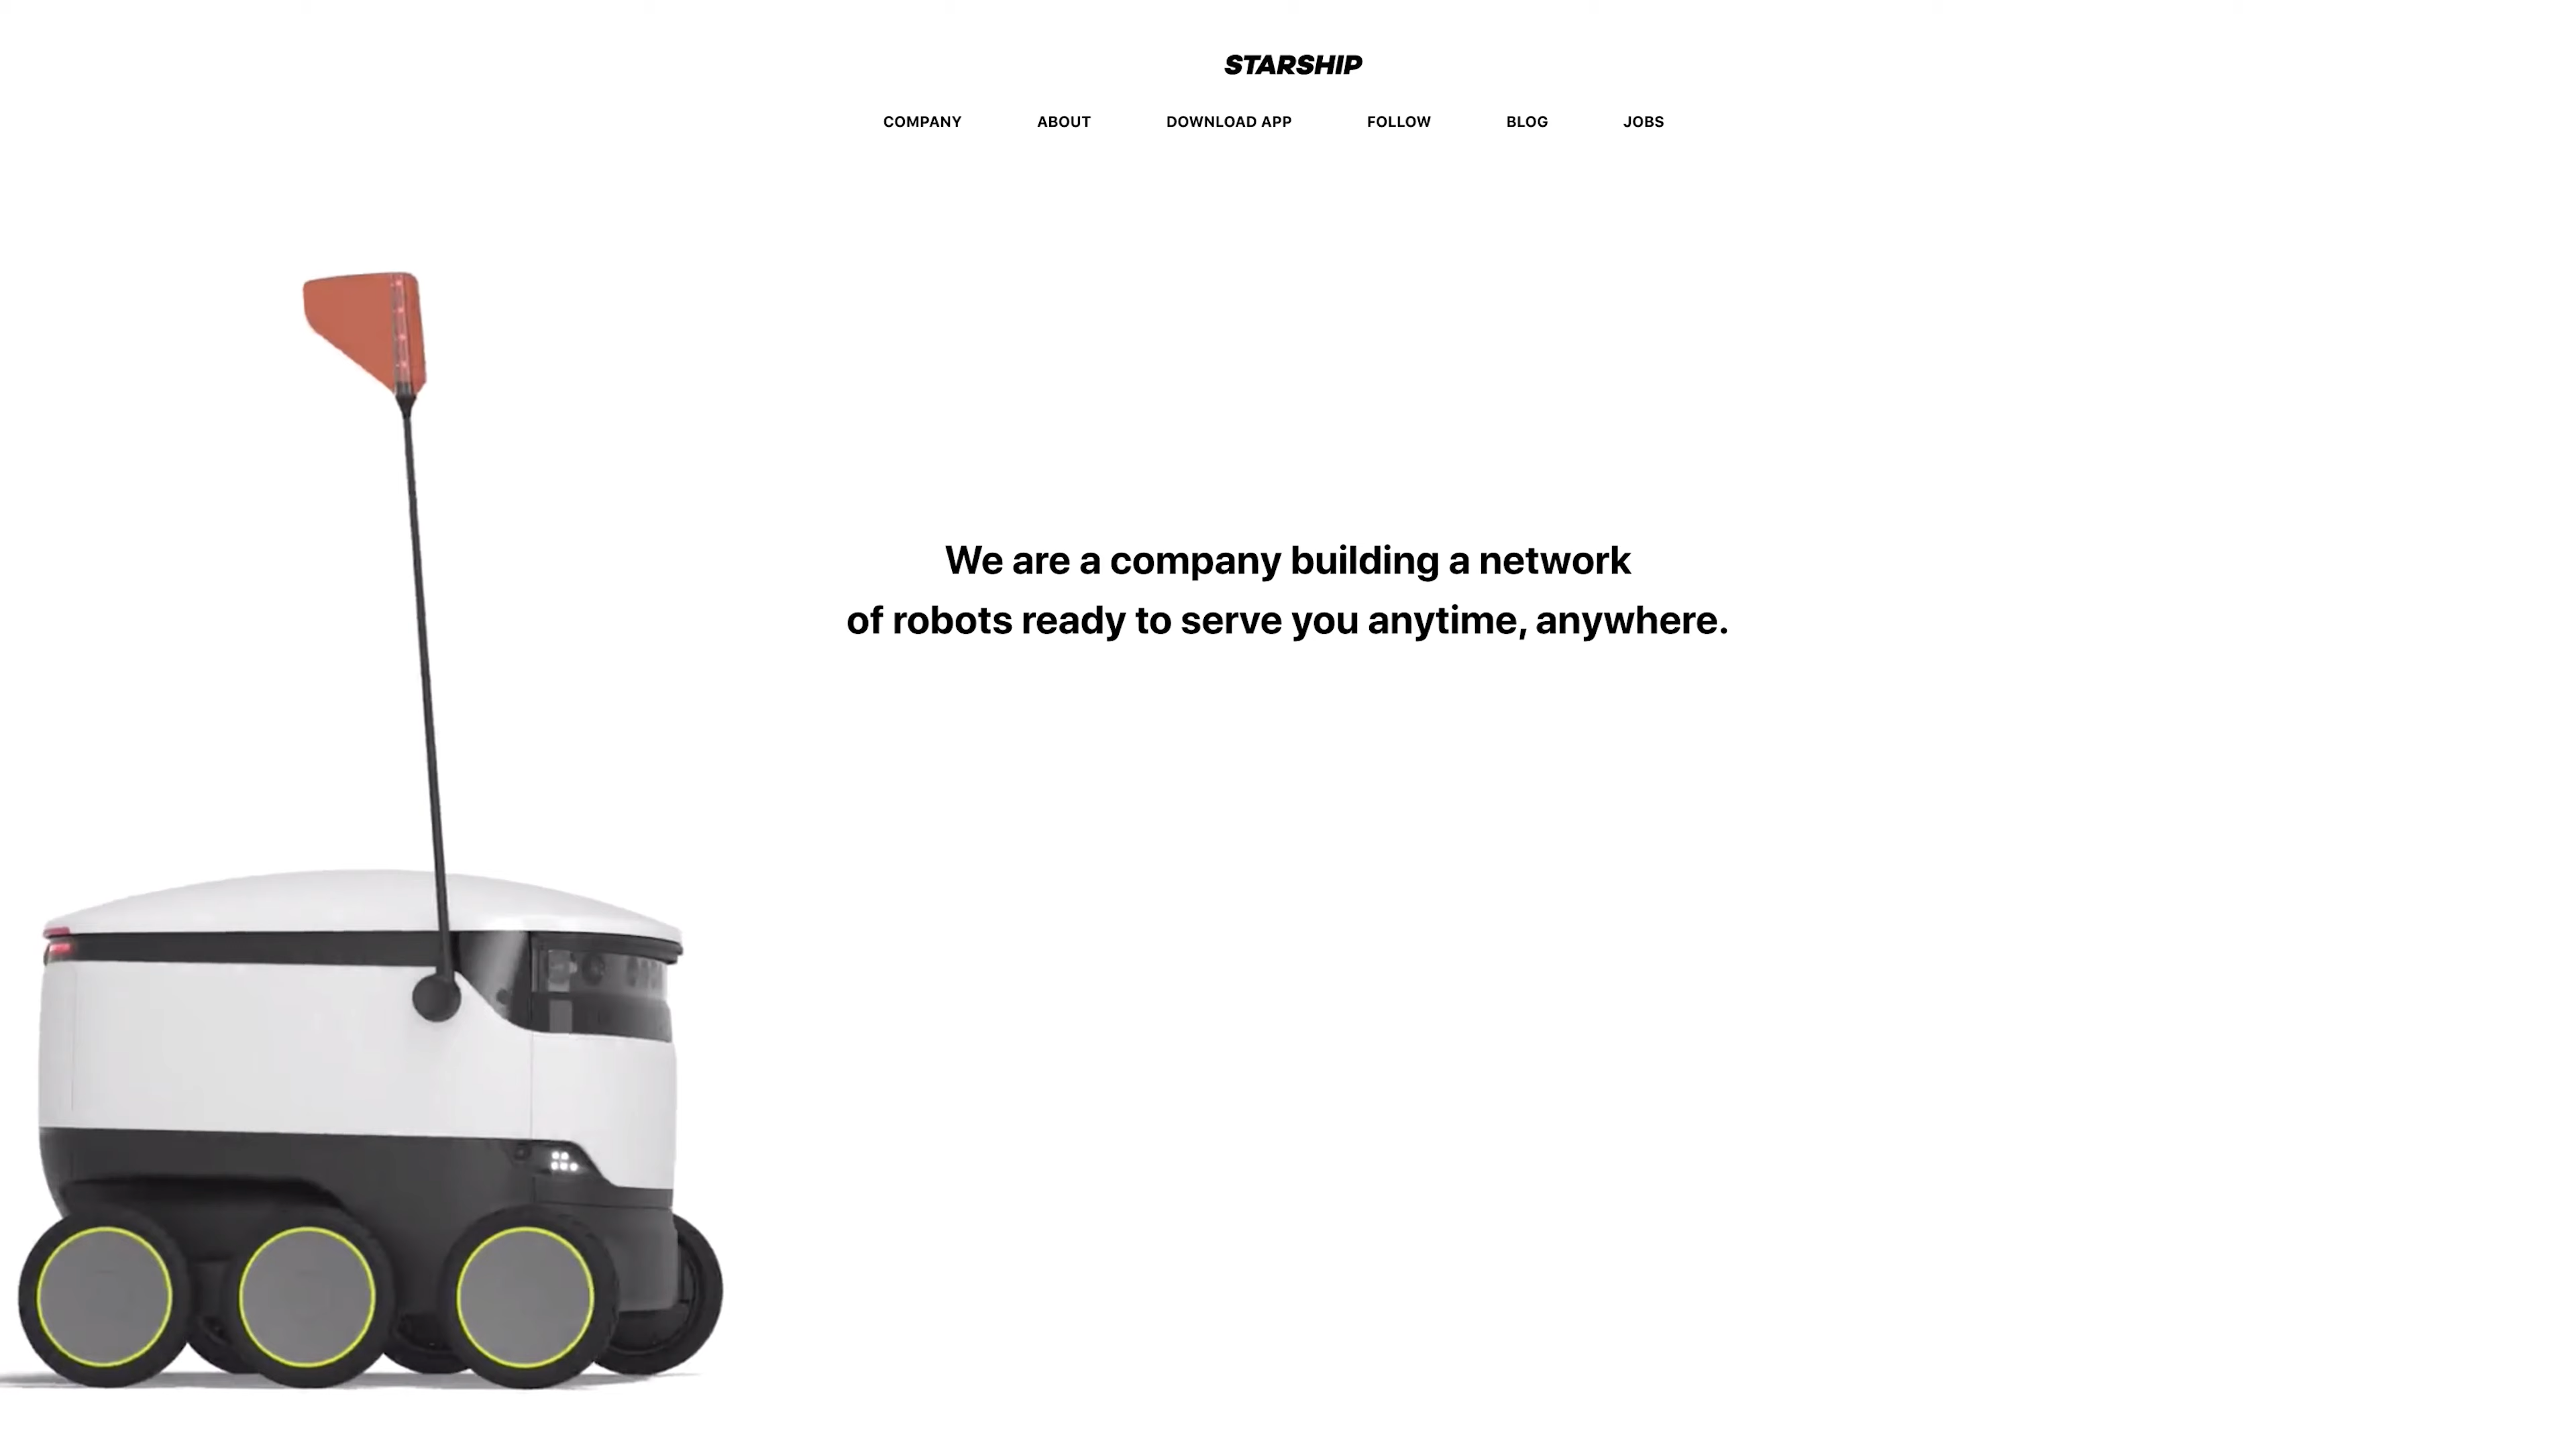 STARSHIP
COMPANY ABOUT DOWNLOAD APP FOLLOW BLOG JOBS
We are a company building a network
of robots ready to serve you anytime, anywhere.